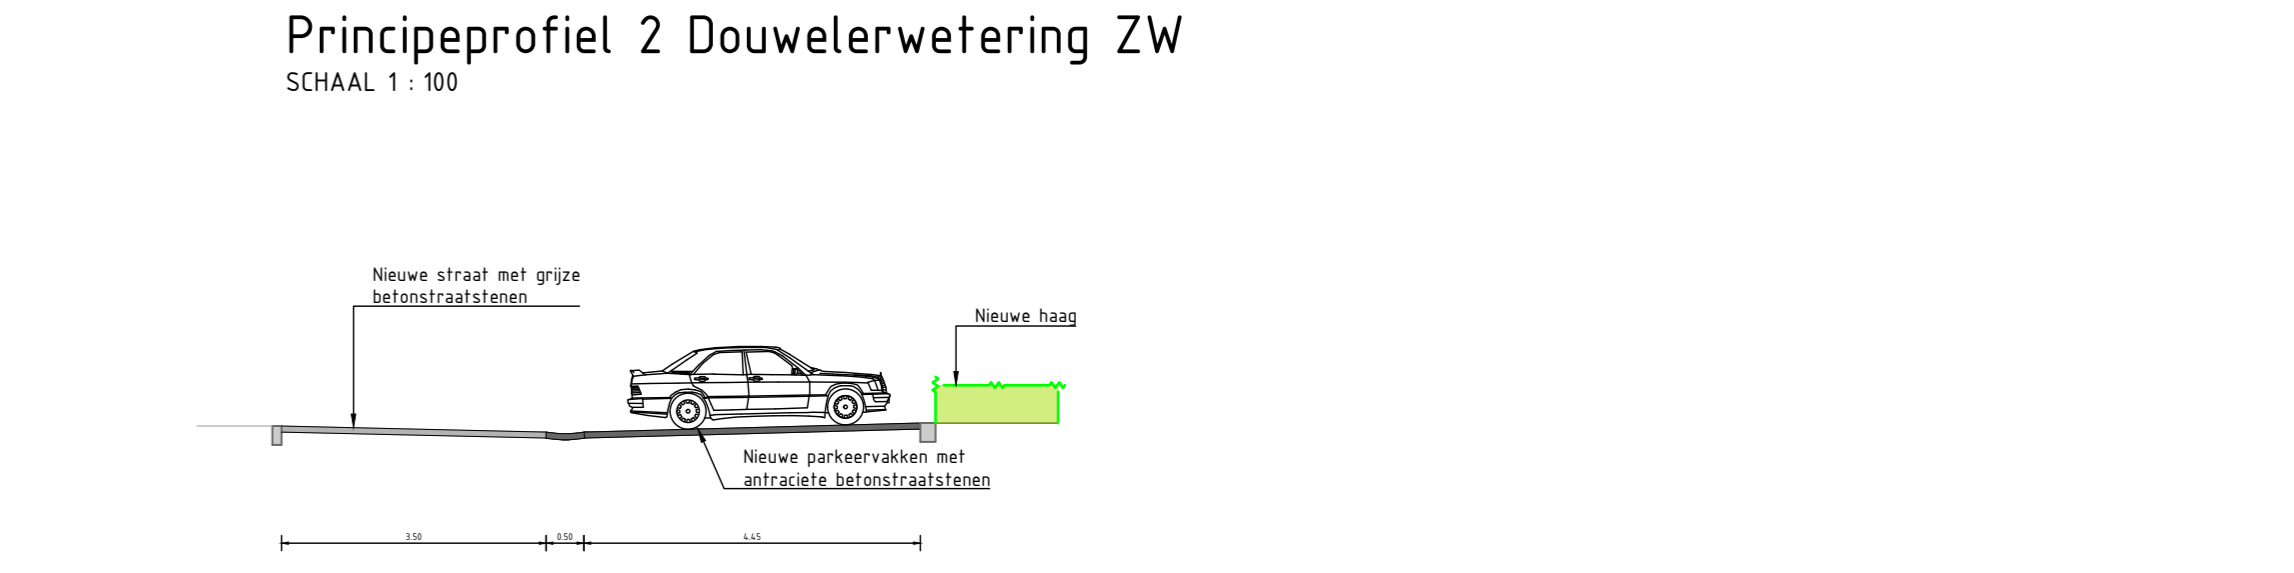 Principeprofiel 2 Douwelerwetering ZW
SCHAAL 1 : 100
Nieuwe straat met grijze
betonstraatstenen
Nieuwe haag
Nieuwe parkeervakken met
antraciete betonstraatstenen
3.50
0.50
4.45